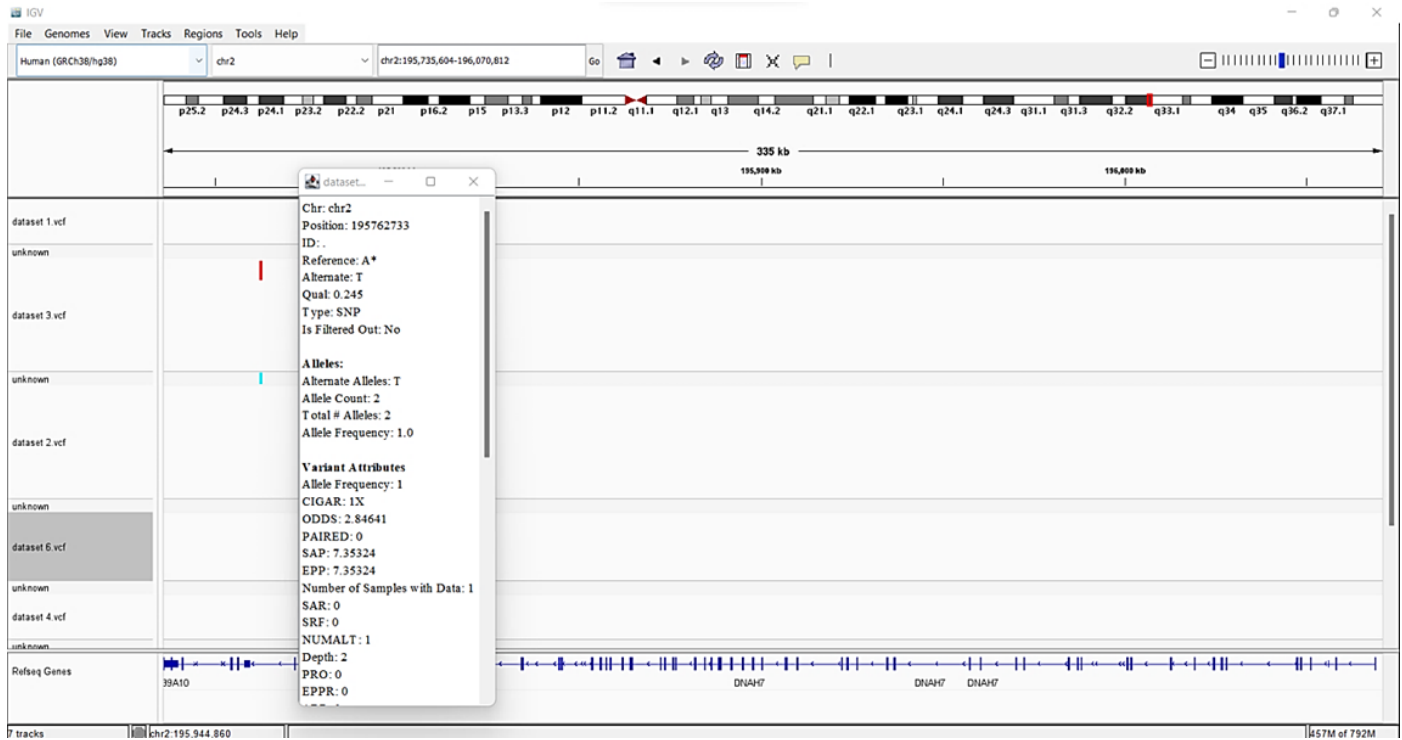 IGV
File Genomes View Tracks Regions Tools Help
Human (GRCh38/hg38) chr2 chr2:195,735,604-196,070,812 Go
p25.2 p24.3 p24.1 p23.2 p22.2 p21 p16.2 p15 p13.3 p12 p11.2 q11.1 q12.1 q13 q14.2 q21.1 q22.1 q23.1 q24.1 q24.3 q31.1 q31.3 q32.2 q33.1 q34 q35 q36.2 q37.1
335 kb
195,900 kb 196,000 kb
dataset...
dataset 1.vcf
unknown
dataset 3.vcf
unknown
dataset 2.vcf
unknown
dataset 6.vcf
unknown
dataset 4.vcf
unknown
Chr: chr2
Position: 195762733
ID: .
Reference: A*
Alternate: T
Qual: 0.245
Type: SNP
Is Filtered Out: No
Alleles:
Alternate Alleles: T
Allele Count: 2
Total # Alleles: 2
Allele Frequency: 1.0
Variant Attributes
Allele Frequency: 1
CIGAR: 1X
ODDS: 2.84641
PAIRED: 0
SAP: 7.35324
EPP: 7.35324
Number of Samples with Data: 1
SAR: 0
SRF: 0
NUMALT: 1
Depth: 2
PRO: 0
EPPR: 0
Refseq Genes
39A10 DNAH7 DNAH7 DNAH7
7 tracks chr2:195,944,860 457M of 792M